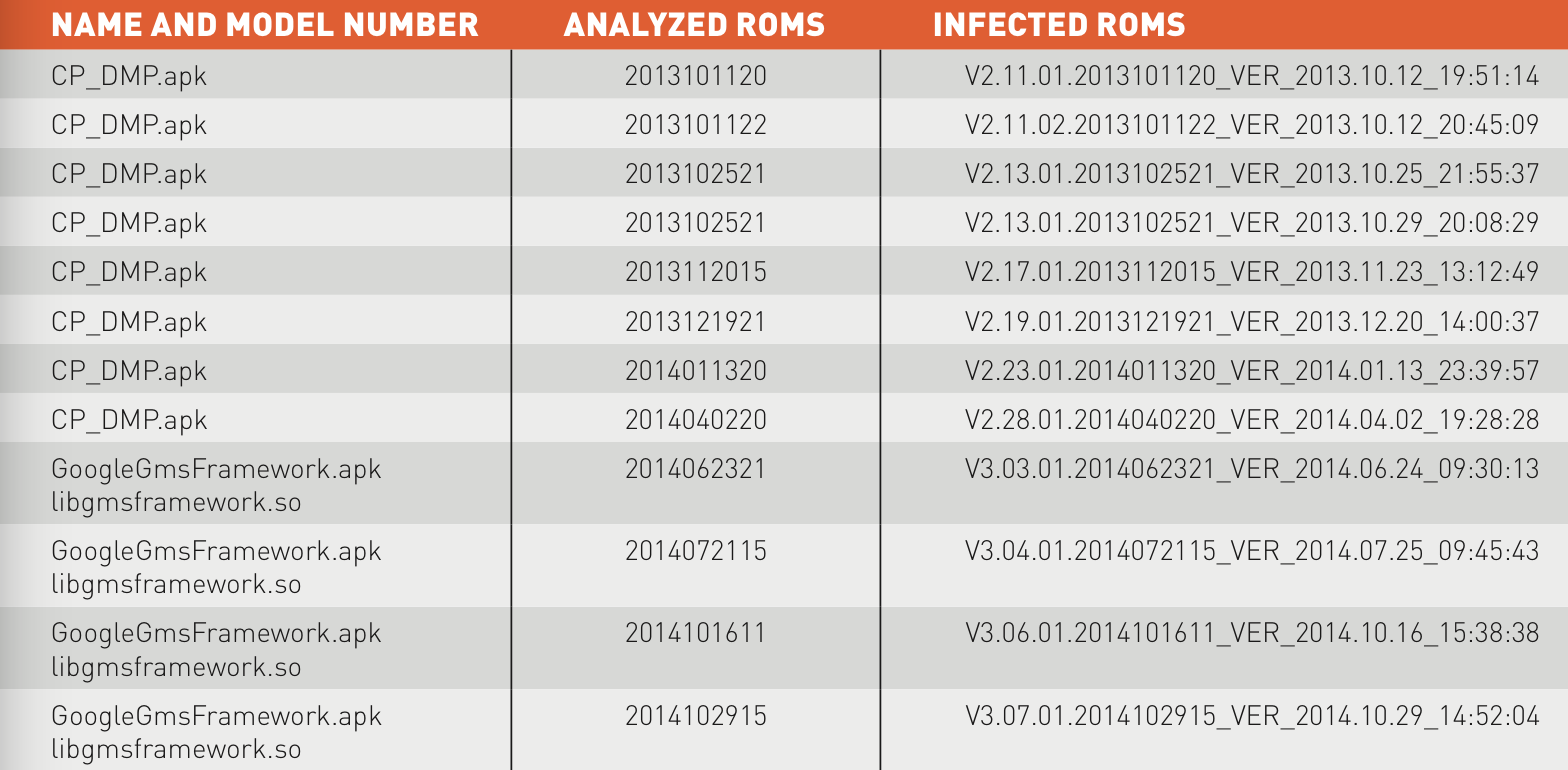 NAME AND MODEL NUMBER ANALYZED ROMS INFECTED ROMS
CP_DMP.apk 2013101120 V2.11.01.2013101120_VER_2013.10.12_19:51:14
CP_DMP.apk 2013101122 V2.11.02.2013101122_VER_2013.10.12_20:45:09
CP_DMP.apk 2013102521 V2.13.01.2013102521_VER_2013.10.25_21:55:37
CP_DMP.apk 2013102521 V2.13.01.2013102521_VER_2013.10.29_20:08:29
CP_DMP.apk 2013112015 V2.17.01.2013112015_VER_2013.11.23_13:12:49
CP_DMP.apk 2013121921 V2.19.01.2013121921_VER_2013.12.20_14:00:37
CP_DMP.apk 2014011320 V2.23.01.2014011320_VER_2014.01.13_23:39:57
CP_DMP.apk 2014040220 V2.28.01.2014040220_VER_2014.04.02_19:28:28
GoogleGmsFramework.apk 2014062321 V3.03.01.2014062321_VER_2014.06.24_09:30:13
libgmsframework.so
GoogleGmsFramework.apk 2014072115 V3.04.01.2014072115_VER_2014.07.25_09:45:43
libgmsframework.so
GoogleGmsFramework.apk 2014101611 V3.06.01.2014101611_VER_2014.10.16_15:38:38
libgmsframework.so
GoogleGmsFramework.apk 2014102915 V3.07.01.2014102915_VER_2014.10.29_14:52:04
libgmsframework.so